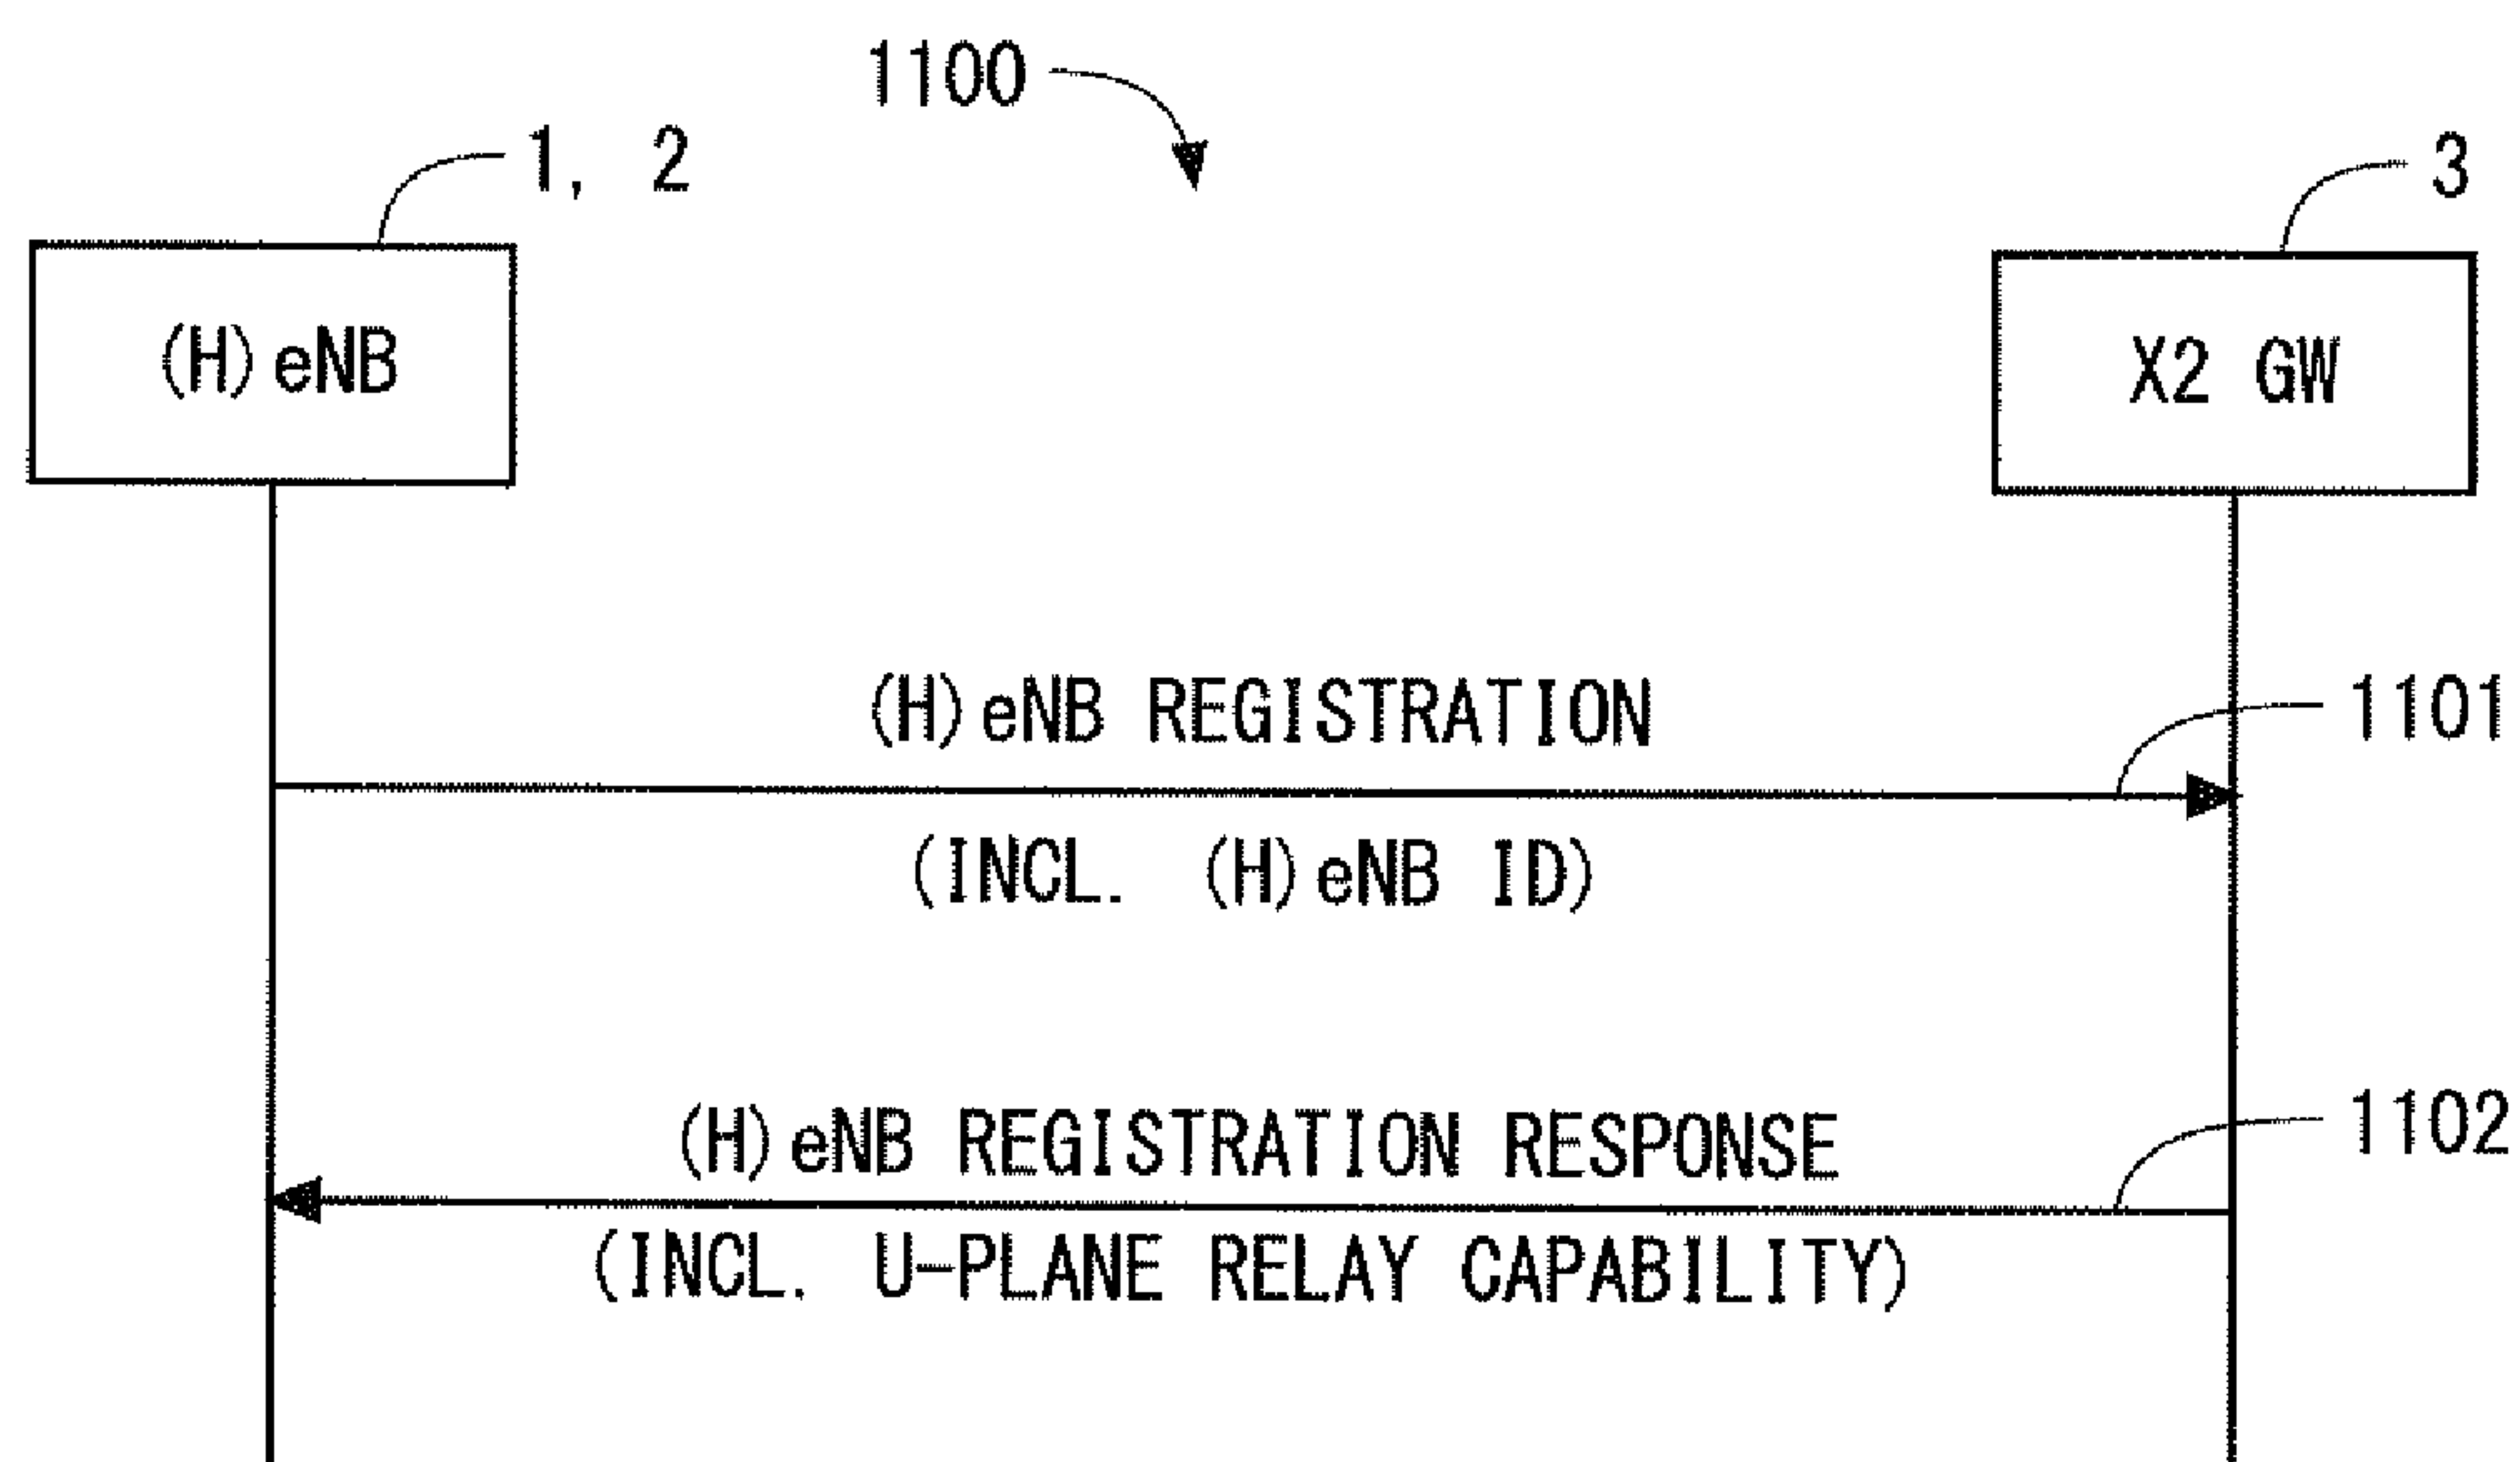 1100
1, 2
3
(H)eNB
X2 GW
(H)eNB REGISTRATION
1101
(INCL. (H)eNB ID)
(H)eNB REGISTRATION RESPONSE
1102
(INCL. U-PLANE RELAY CAPABILITY)